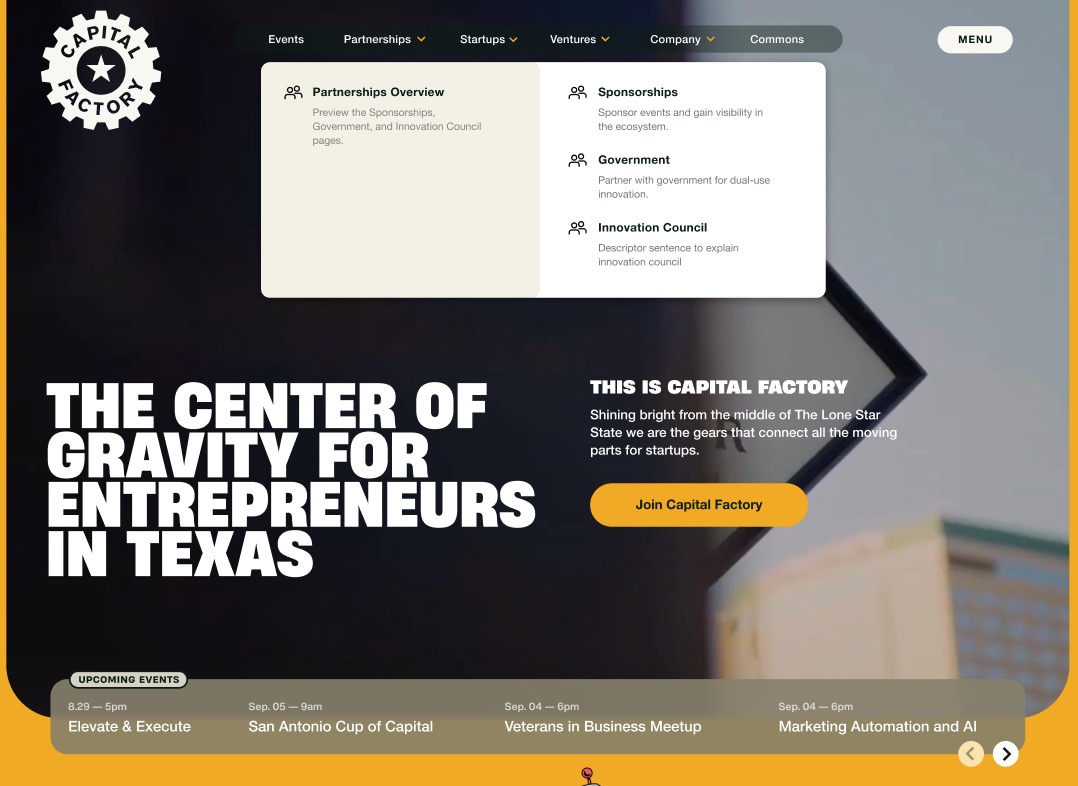 CAPITAL
FACTORY
Events
Partnerships
Startups
Ventures
Company
Commons
MENU
Partnerships Overview
Preview the Sponsorships,
Government, and Innovation Council
pages.
Sponsorships
Sponsor events and gain visibility in
the ecosystem.
Government
Partner with government for dual-use
innovation.
Innovation Council
Descriptor sentence to explain
innovation council
THE CENTER OF
GRAVITY FOR
ENTREPRENEURS
IN TEXAS
THIS IS CAPITAL FACTORY
Shining bright from the middle of The Lone Star
State we are the gears that connect all the moving
parts for startups.
Join Capital Factory
UPCOMING EVENTS
8.29 — 5pm
Elevate & Execute
Sep. 05 — 9am
San Antonio Cup of Capital
Sep. 04 — 6pm
Veterans in Business Meetup
Sep. 04 — 6pm
Marketing Automation and AI